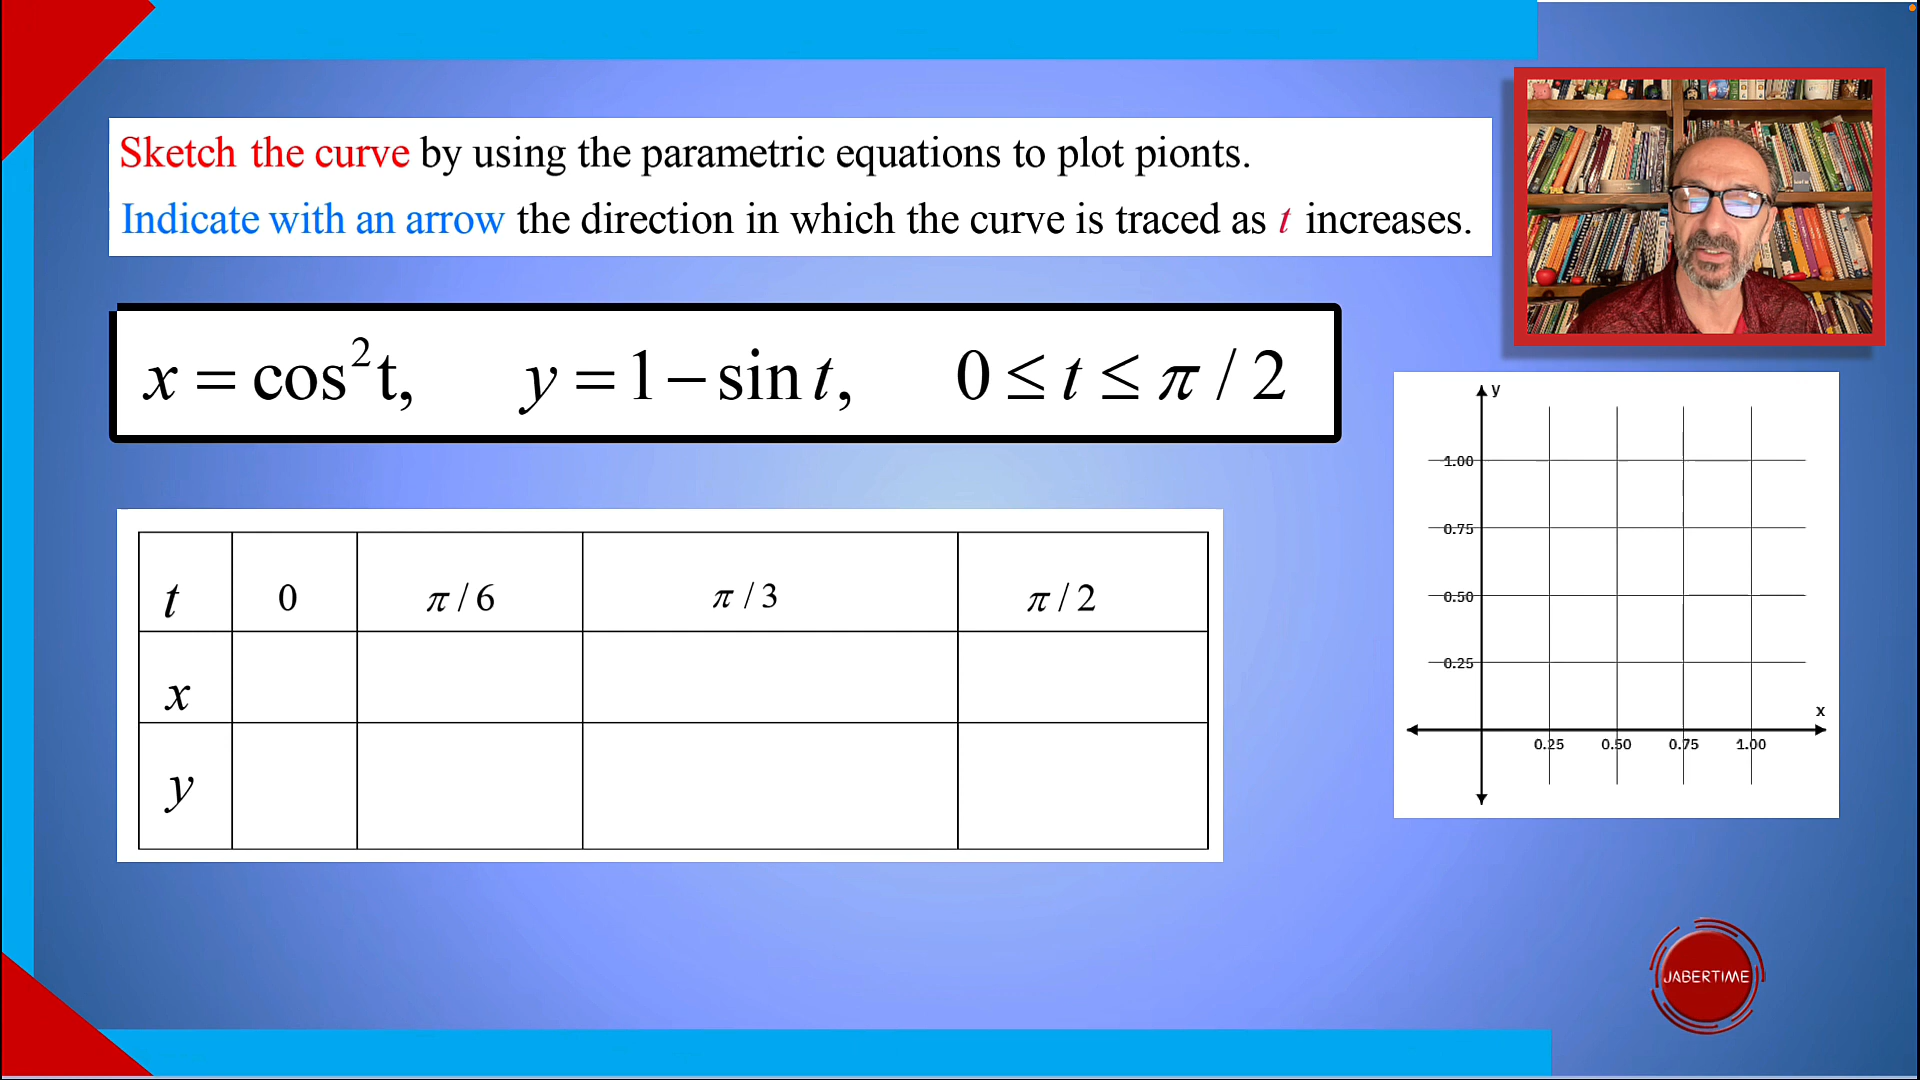 Sketch the curve by using the parametric equations to plot pionts.
Indicate with an arrow the direction in which the curve is traced as t increases.
x = cos²t, y = 1 − sin t, 0 ≤ t ≤ π / 2
t 0 π / 6 π / 3 π / 2
x
y
y
1.00
0.75
0.50
0.25
x
0.25 0.50 0.75 1.00
JABERTIME